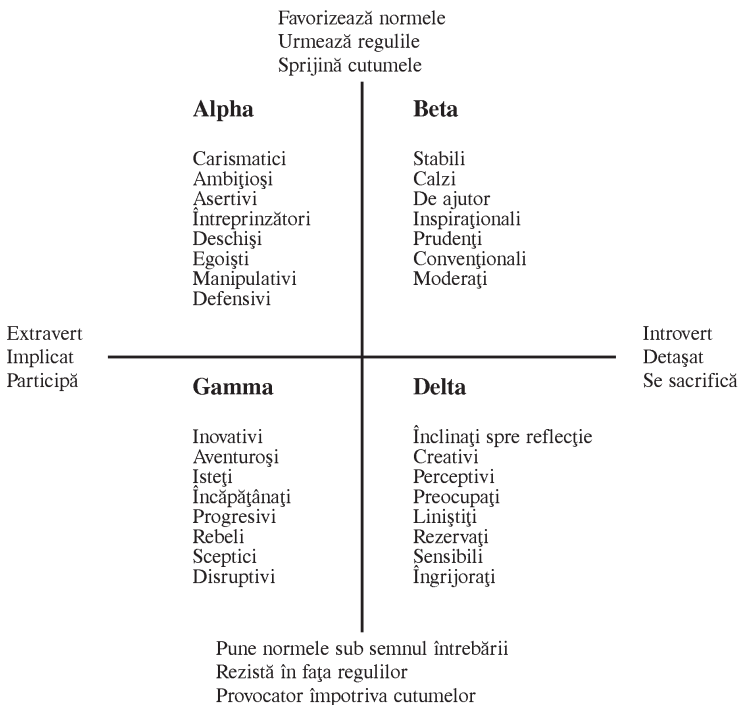 Favorizează normele
Urmează regulile
Sprijină cutumele
Alpha
Carismatici
Ambiţioşi
Asertivi
Întreprinzători
Deschişi
Egoişti
Manipulativi
Defensivi
Beta
Stabili
Calzi
De ajutor
Inspiraţionali
Prudenţi
Convenţionali
Moderaţi
Extravert
Implicat
Participă
Introvert
Detaşat
Se sacrifică
Gamma
Inovativi
Aventuroşi
Isteţi
Încăpăţânaţi
Progresivi
Rebeli
Sceptici
Disruptivi
Delta
Înclinaţi spre reflecţie
Creativi
Perceptivi
Preocupaţi
Liniştiţi
Rezervaţi
Sensibili
Îngrijoraţi
Pune normele sub semnul întrebării
Rezistă în faţa regulilor
Provocator împotriva cutumelor